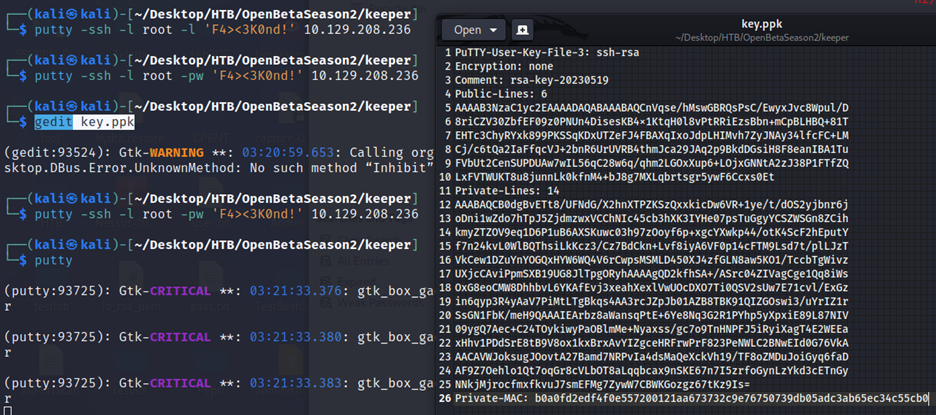 (kali㉿kali)-[~/Desktop/HTB/OpenBetaSeason2/keeper]
$ putty -ssh -l root -l 'F4><3K0nd!' 10.129.208.236
(kali㉿kali)-[~/Desktop/HTB/OpenBetaSeason2/keeper]
$ putty -ssh -l root -pw 'F4><3K0nd!' 10.129.208.236
(kali㉿kali)-[~/Desktop/HTB/OpenBetaSeason2/keeper]
$ gedit key.ppk
(gedit:93524): Gtk-WARNING **: 03:20:59.653: Calling org
sktop.DBus.Error.UnknownMethod: No such method “Inhibit”
(kali㉿kali)-[~/Desktop/HTB/OpenBetaSeason2/keeper]
$ putty -ssh -l root -pw 'F4><3K0nd!' 10.129.208.236
(kali㉿kali)-[~/Desktop/HTB/OpenBetaSeason2/keeper]
$ putty
(putty:93725): Gtk-CRITICAL **: 03:21:33.376: gtk_box_ga
r
(putty:93725): Gtk-CRITICAL **: 03:21:33.380: gtk_box_ga
r
(putty:93725): Gtk-CRITICAL **: 03:21:33.383: gtk_box_ga
r
Open
key.ppk
~/Desktop/HTB/OpenBetaSeason2/keeper
1 PuTTY-User-Key-File-3: ssh-rsa
2 Encryption: none
3 Comment: rsa-key-20230519
4 Public-Lines: 6
5 AAAAB3NzaC1yc2EAAAADAQABAAABAQCnVqse/hMswGBRQsPsC/EwyxJvc8Wpul/D
6 8riCZV30ZbfEF09z0PNUn4DisesKB4×1KtqH0l8vPtRRiEzsBbn+mCpBLHBQ+81T
7 EHTc3ChyRYxk899PKSSqKDxUTZeFJ4FBAXqIxoJdpLHIMvh7ZyJNAy34lfcFC+LM
8 Cj/c6tQa2IaFfqcVJ+2bnR6UrUVRB4thmJca29JAq2p9BkdDGsiH8F8eanIBA1Tu
9 FVbUt2CenSUPDUAw7wIL56qC28w6q/qhm2LGOxXup6+LOjxGNNtA2zJ38P1FTfZQ
10 LxFVTWUKT8u8junnLk0kfnM4+bJ8g7MXLqbrtsgr5ywF6Ccxs0Et
11 Private-Lines: 14
12 AAABAQCB0dgBvETt8/UFNdG/X2hnXTPZKSzQxxkicDw6VR+1ye/t/dOS2yjbnr6j
13 oDni1wZdo7hTpJ5ZjdmzwxVCChNIc45cb3hXK3IYHe07psTuGgyYCSZWSGn8ZCih
14 kmyZTZOV9eq1D6P1uB6AXSKuwc03h97zOoyf6p+xgcYXwkp44/otK4ScF2hEputY
15 f7n24kvL0WlBQThsiLkKcz3/Cz7BdCkn+Lvf8iyA6VF0p14cFTM9Lsd7t/plLJzT
16 VkCew1DZuYnYOGQxHYW6WQ4V6rCwpsMSMLD450XJ4zfGLN8aw5KO1/TccbTgWivz
17 UXjcCAviPpmSXB19UG8JlTpgORyhAAAAgQD2kfhSA+/ASrc04ZIVagCge1Qq8iWs
18 OxG8eoCMW8DhhbvL6YKAfEvj3xeahXexlVwUOcDXO7Ti0QSV2sUw7E71cvl/ExGz
19 in6qyp3R4yAaV7PiMtLTgBkqs4AA3rcJZpJb01AZB8TBK91QIZGOswi3/uYrIZ1r
20 SsGN1FbK/meH9QAAAIEArbz8aWansqPtE+6Ye8Nq3G2R1PYhp5yXpxiE89L87NIV
21 09ygQ7Aec+C24TOykiwyPaOBlmMe+Nyaxss/gc7o9TnHNPFJ5iRyiXagT4E2WEEa
22 xHhv1PDdSrE8tB9V8ox1kxBrxAvYIZgceHRFrwPrF823PeNWLC2BNwEId0G76VkA
23 AACAVWJoksugJOovtA27Bamd7NRPvIa4dsMaQeXckVh19/TF8oZMDuJoiGyq6faD
24 AF9Z7Oehlo1Qt7oqGr8cVLbOT8aLqqbcax9nSKE67n7I5zrfoGynLzYkd3cETnGy
25 NNkjMjrocfmxfkvuJ7smEFMg7ZywW7CBWKGozgz67tKz9Is=
26 Private-MAC: b0a0fd2edf4f0e557200121aa673732c9e76750739db05adc3ab65ec34c55cb0